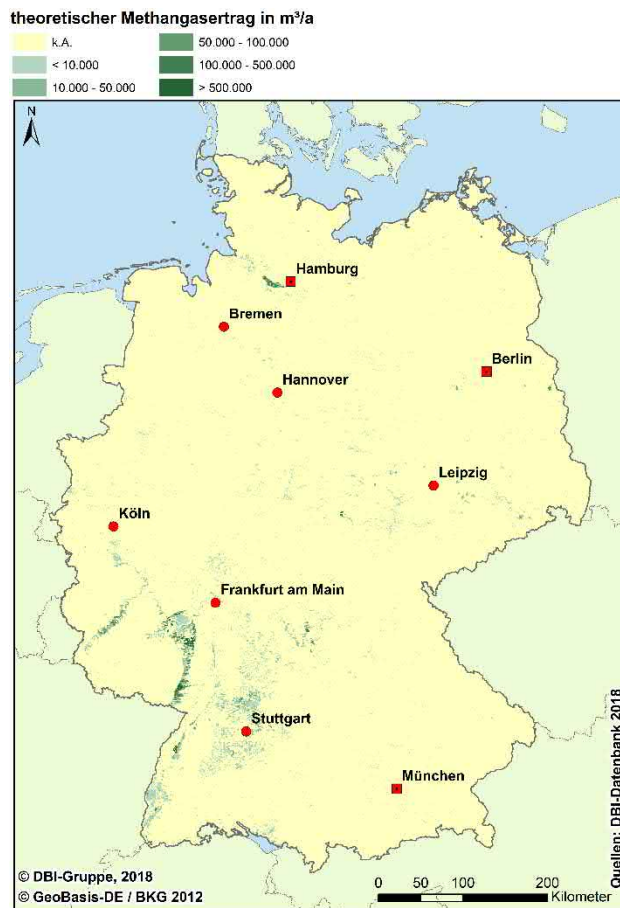 theoretischer Methangasertrag in m³/a
k.A.
50.000 - 100.000
< 10.000
100.000 - 500.000
10.000 - 50.000
> 500.000
N
Hamburg
Bremen
Berlin
Hannover
Leipzig
Köln
Frankfurt am Main
Stuttgart
München
Quellen: DBI-Datenbank 2018
© DBI-Gruppe, 2018
© GeoBasis-DE / BKG 2012
0 50 100 200
Kilometer